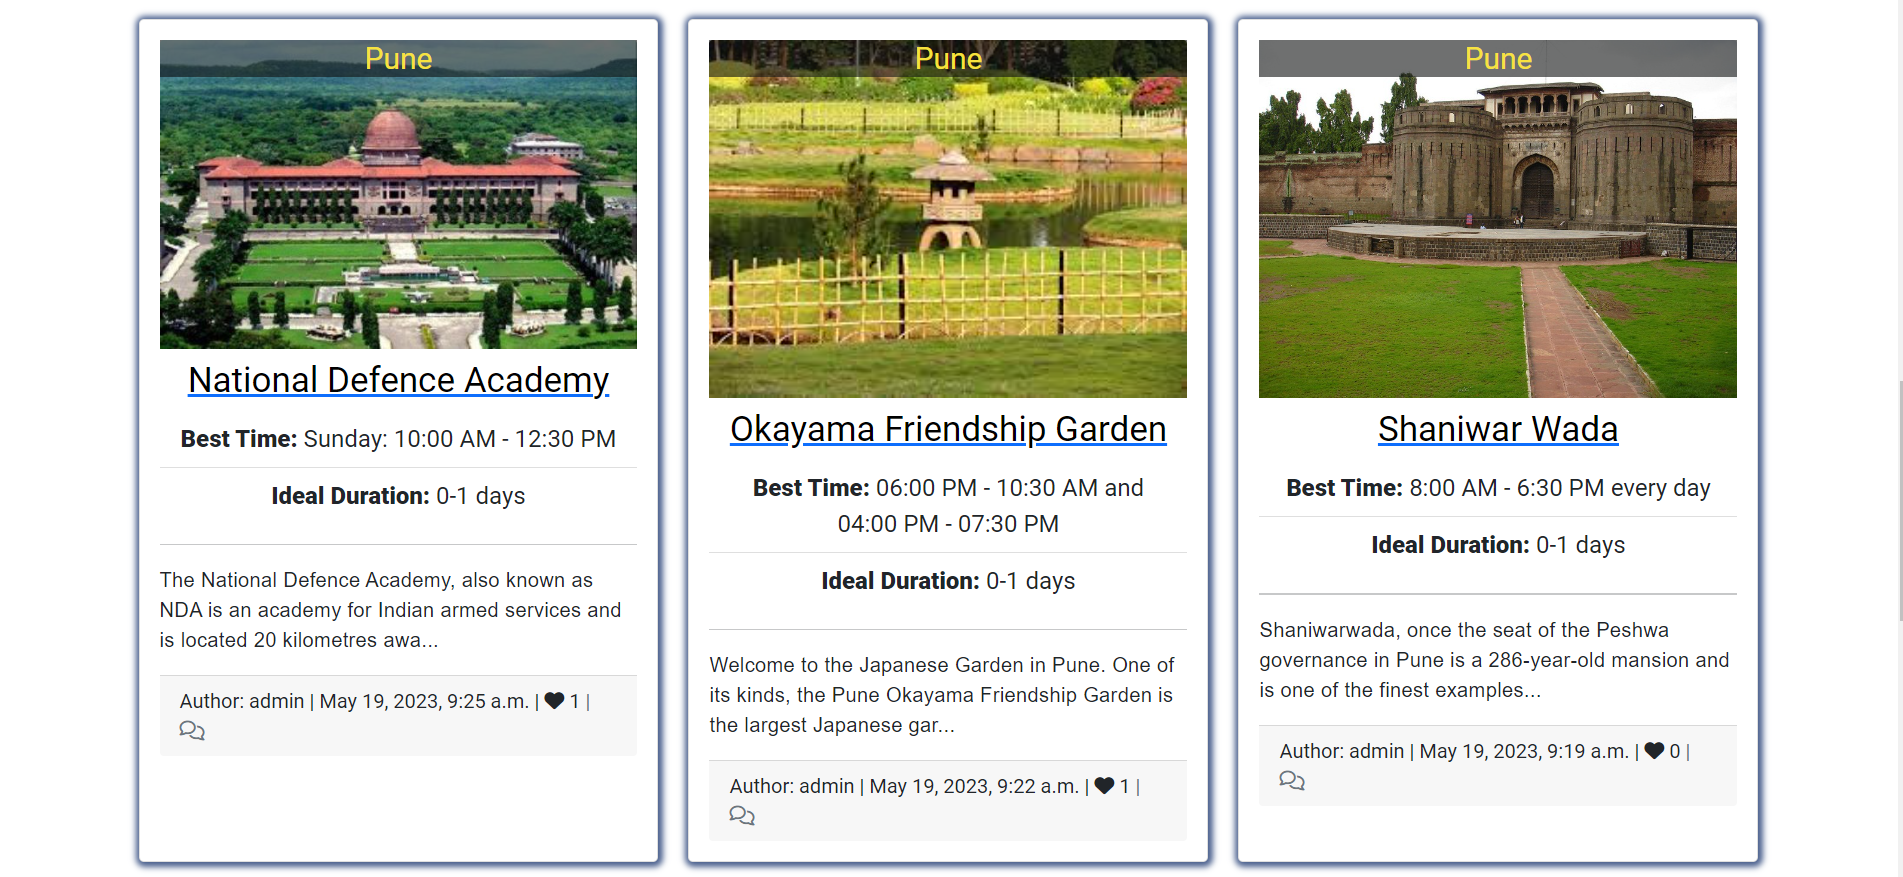 Pune
National Defence Academy
Best Time: Sunday: 10:00 AM - 12:30 PM
Ideal Duration: 0-1 days
The National Defence Academy, also known as
NDA is an academy for Indian armed services and
is located 20 kilometres awa...
Author: admin | May 19, 2023, 9:25 a.m. | 1 |
Pune
Okayama Friendship Garden
Best Time: 06:00 PM - 10:30 AM and
04:00 PM - 07:30 PM
Ideal Duration: 0-1 days
Welcome to the Japanese Garden in Pune. One of
its kinds, the Pune Okayama Friendship Garden is
the largest Japanese gar...
Author: admin | May 19, 2023, 9:22 a.m. | 1 |
Pune
Shaniwar Wada
Best Time: 8:00 AM - 6:30 PM every day
Ideal Duration: 0-1 days
Shaniwarwada, once the seat of the Peshwa
governance in Pune is a 286-year-old mansion and
is one of the finest examples...
Author: admin | May 19, 2023, 9:19 a.m. | 0 |